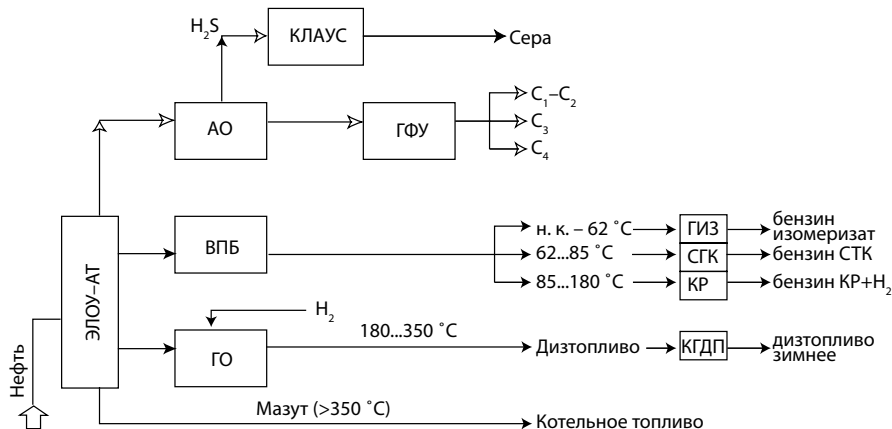 H₂S
КЛАУС
Сера
АО
ГФУ
C₁–C₂
C₃
C₄
Нефть
ЭЛОУ–АТ
ВПБ
н. к. – 62 ˚C
ГИЗ
бензин
изомеризат
62...85 ˚C
СГК
бензин СТК
85...180 ˚C
КР
бензин КР+H₂
H₂
ГО
180...350 ˚C
Дизтопливо
КГДП
дизтопливо
зимнее
Мазут (>350 ˚C)
Котельное топливо